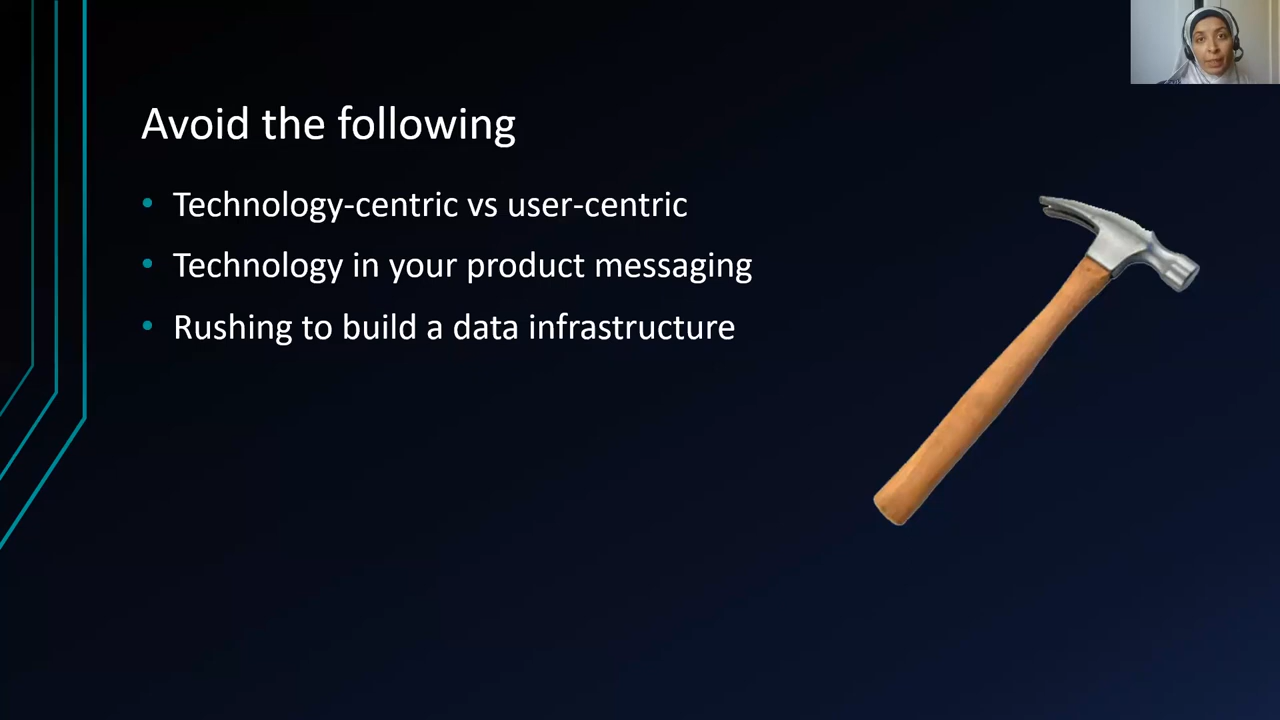 Avoid the following
• Technology-centric vs user-centric
• Technology in your product messaging
• Rushing to build a data infrastructure